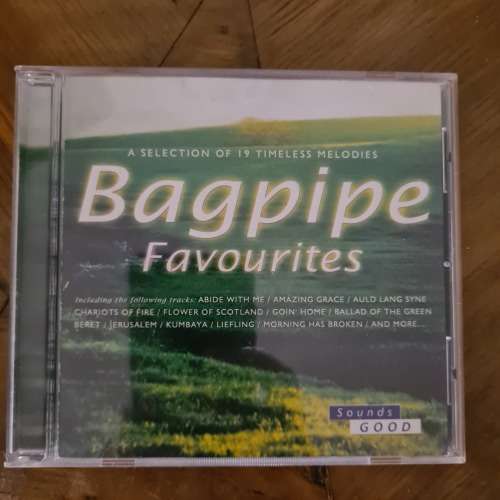 A SELECTION OF 19 TIMELESS MELODIES
Bagpipe
Favourites
Including the following tracks: ABIDE WITH ME / AMAZING GRACE / AULD LANG SYNE
CHARIOTS OF FIRE / FLOWER OF SCOTLAND / GOIN' HOME / BALLAD OF THE GREEN
BERET / JERUSALEM / KUMBAYA / LIEFLING / MORNING HAS BROKEN / AND MORE....
Sounds
GOOD